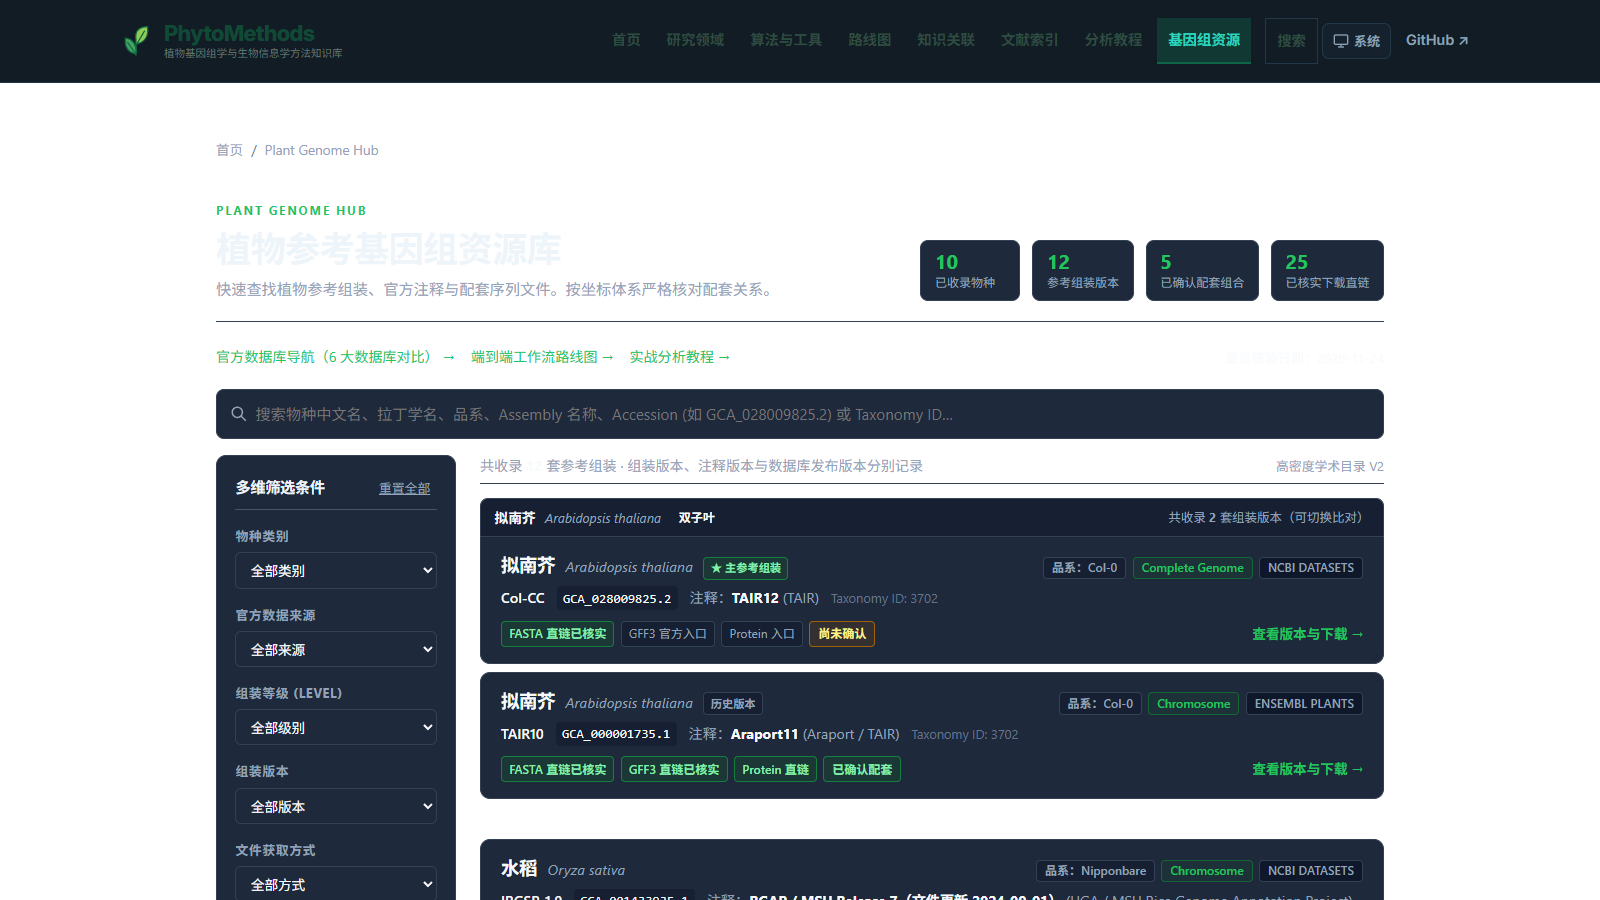 PhytoMethods
植物基因组学与生物信息学方法知识库
首页 研究领域 算法与工具 路线图 知识关联 文献索引 分析教程 基因组资源 搜索 系统 GitHub ↗
首页 / Plant Genome Hub
PLANT GENOME HUB
植物参考基因组资源库
快速查找植物参考组装、官方注释与配套序列文件。按坐标体系严格核对配套关系。
10 已收录物种
12 参考组装版本
5 已确认配套组合
25 已核实下载直链
官方数据库导航（6 大数据库对比） → 端到端工作流路线图 → 实战分析教程 →
搜索物种中文名、拉丁学名、品系、Assembly 名称、Accession (如 GCA_028009825.2) 或 Taxonomy ID...
多维筛选条件 重置全部
物种类别
全部类别
官方数据来源
全部来源
组装等级 (LEVEL)
全部级别
组装版本
全部版本
文件获取方式
全部方式
共收录 12 套参考组装 · 组装版本、注释版本与数据库发布版本分别记录
高密度学术目录 V2
拟南芥 Arabidopsis thaliana 双子叶 共收录 2 套组装版本（可切换比对）
拟南芥 Arabidopsis thaliana ★ 主参考组装 品系：Col-0 Complete Genome NCBI DATASETS
Col-CC GCA_028009825.2 注释：TAIR12 (TAIR) Taxonomy ID: 3702
FASTA 直链已核实 GFF3 官方入口 Protein 入口 尚未确认 查看版本与下载 →
拟南芥 Arabidopsis thaliana 历史版本 品系：Col-0 Chromosome ENSEMBL PLANTS
TAIR10 GCA_000001735.1 注释：Araport11 (Araport / TAIR) Taxonomy ID: 3702
FASTA 直链已核实 GFF3 直链已核实 Protein 直链 已确认配套 查看版本与下载 →
水稻 Oryza sativa 品系：Nipponbare Chromosome NCBI DATASETS